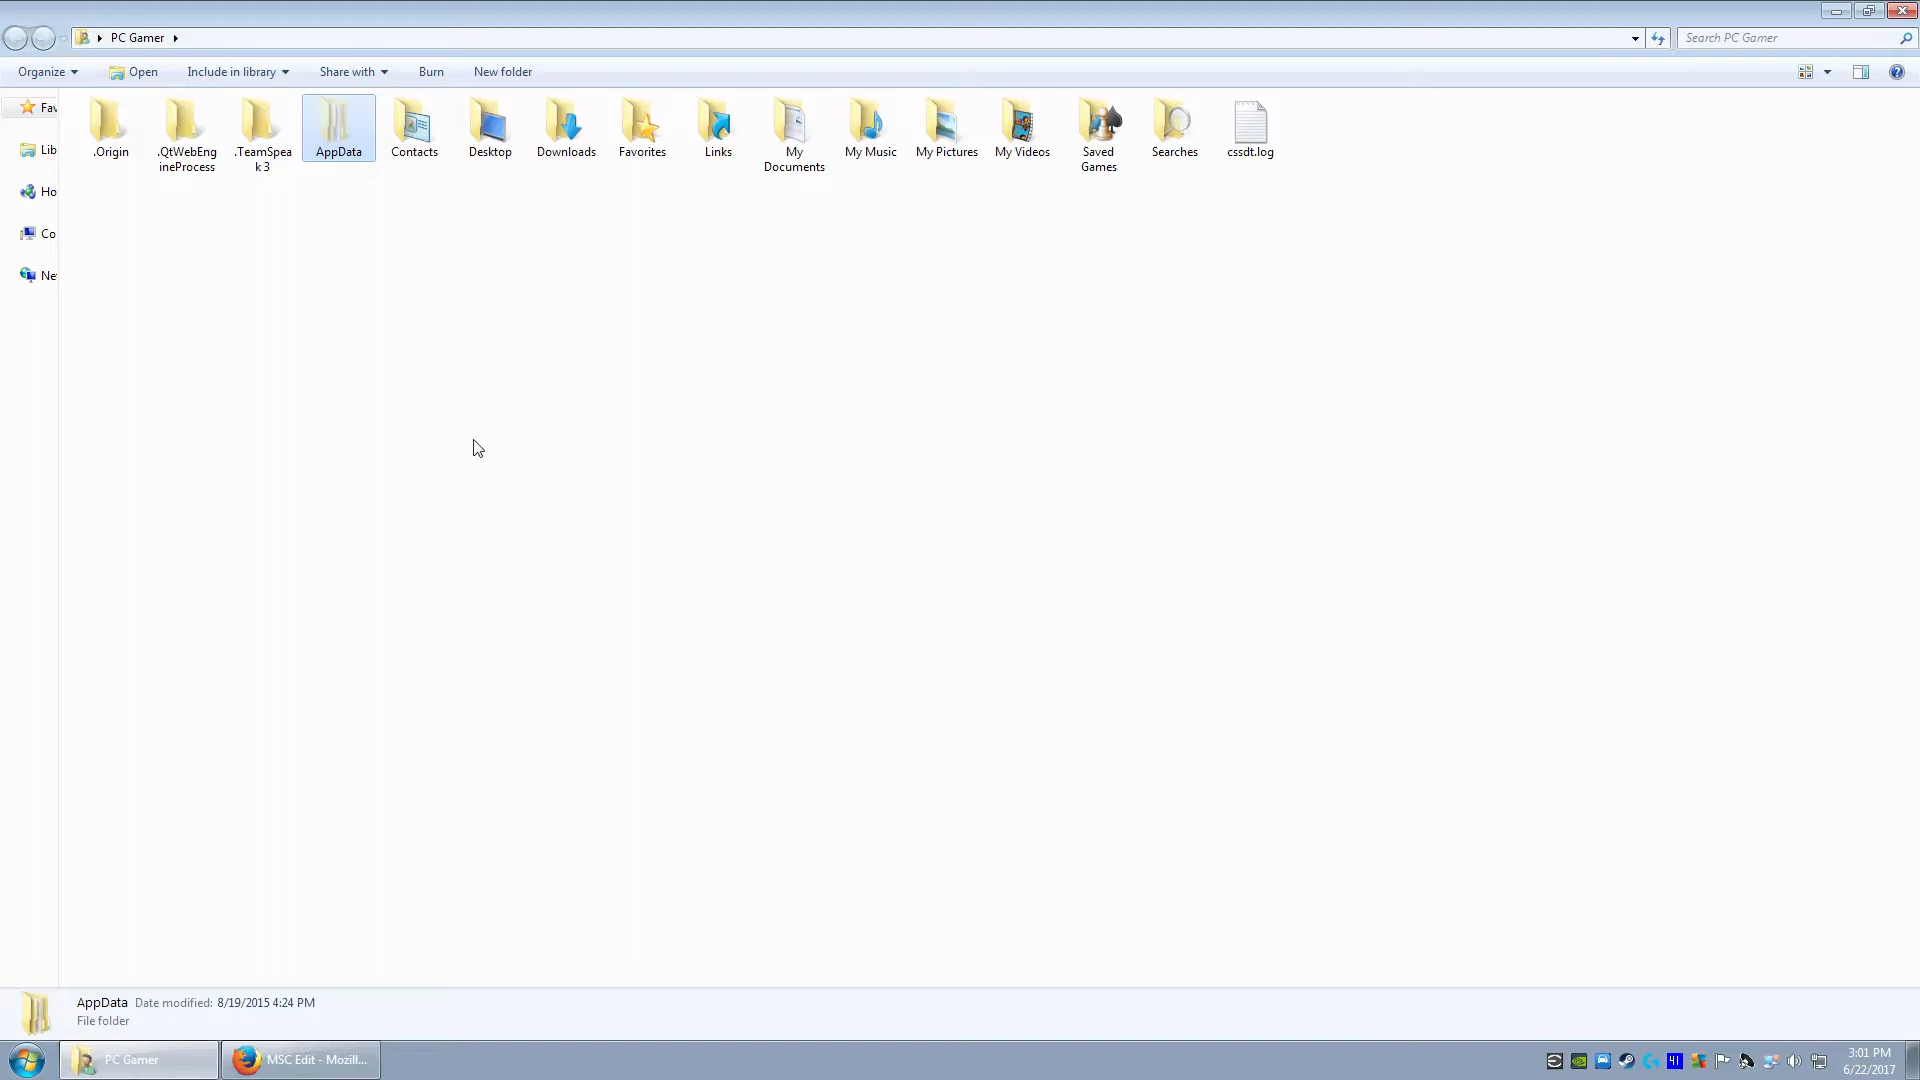 PC Gamer
Search PC Gamer
Organize Open Include in library Share with Burn New folder
Fav
Lib
Ho
Co
Ne
.Origin
.QtWebEng
ineProcess
.TeamSpea
k 3
AppData
Contacts
Desktop
Downloads
Favorites
Links
My
Documents
My Music
My Pictures
My Videos
Saved
Games
Searches
cssdt.log
AppData Date modified: 8/19/2015 4:24 PM
File folder
PC Gamer
MSC Edit - Mozill...
41
3:01 PM
6/22/2017